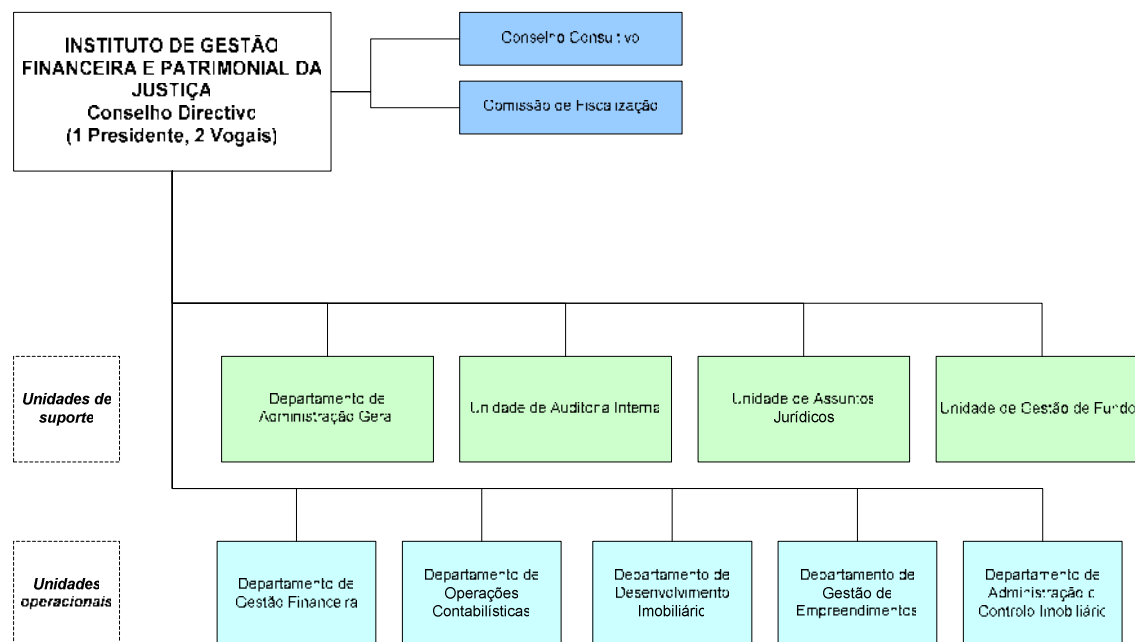 INSTITUTO DE GESTÃO
FINANCEIRA E PATRIMONIAL DA
JUSTIÇA
Conselho Directivo
(1 Presidente, 2 Vogais)
Conselho Consultivo
Comissão de Fiscalização
Unidades de
suporte
Departamento de
Administração Geral
Unidade de Auditoria Interna
Unidade de Assuntos
Jurídicos
Unidade de Gestão de Fundo
Unidades
operacionais
Departamento de
Gestão Financeira
Departamento de
Operações
Contabilísticas
Departamento de
Desenvolvimento
Imobiliário
Departamento de
Gestão de
Empreendimentos
Departamento de
Administração e
Controlo Imobiliário